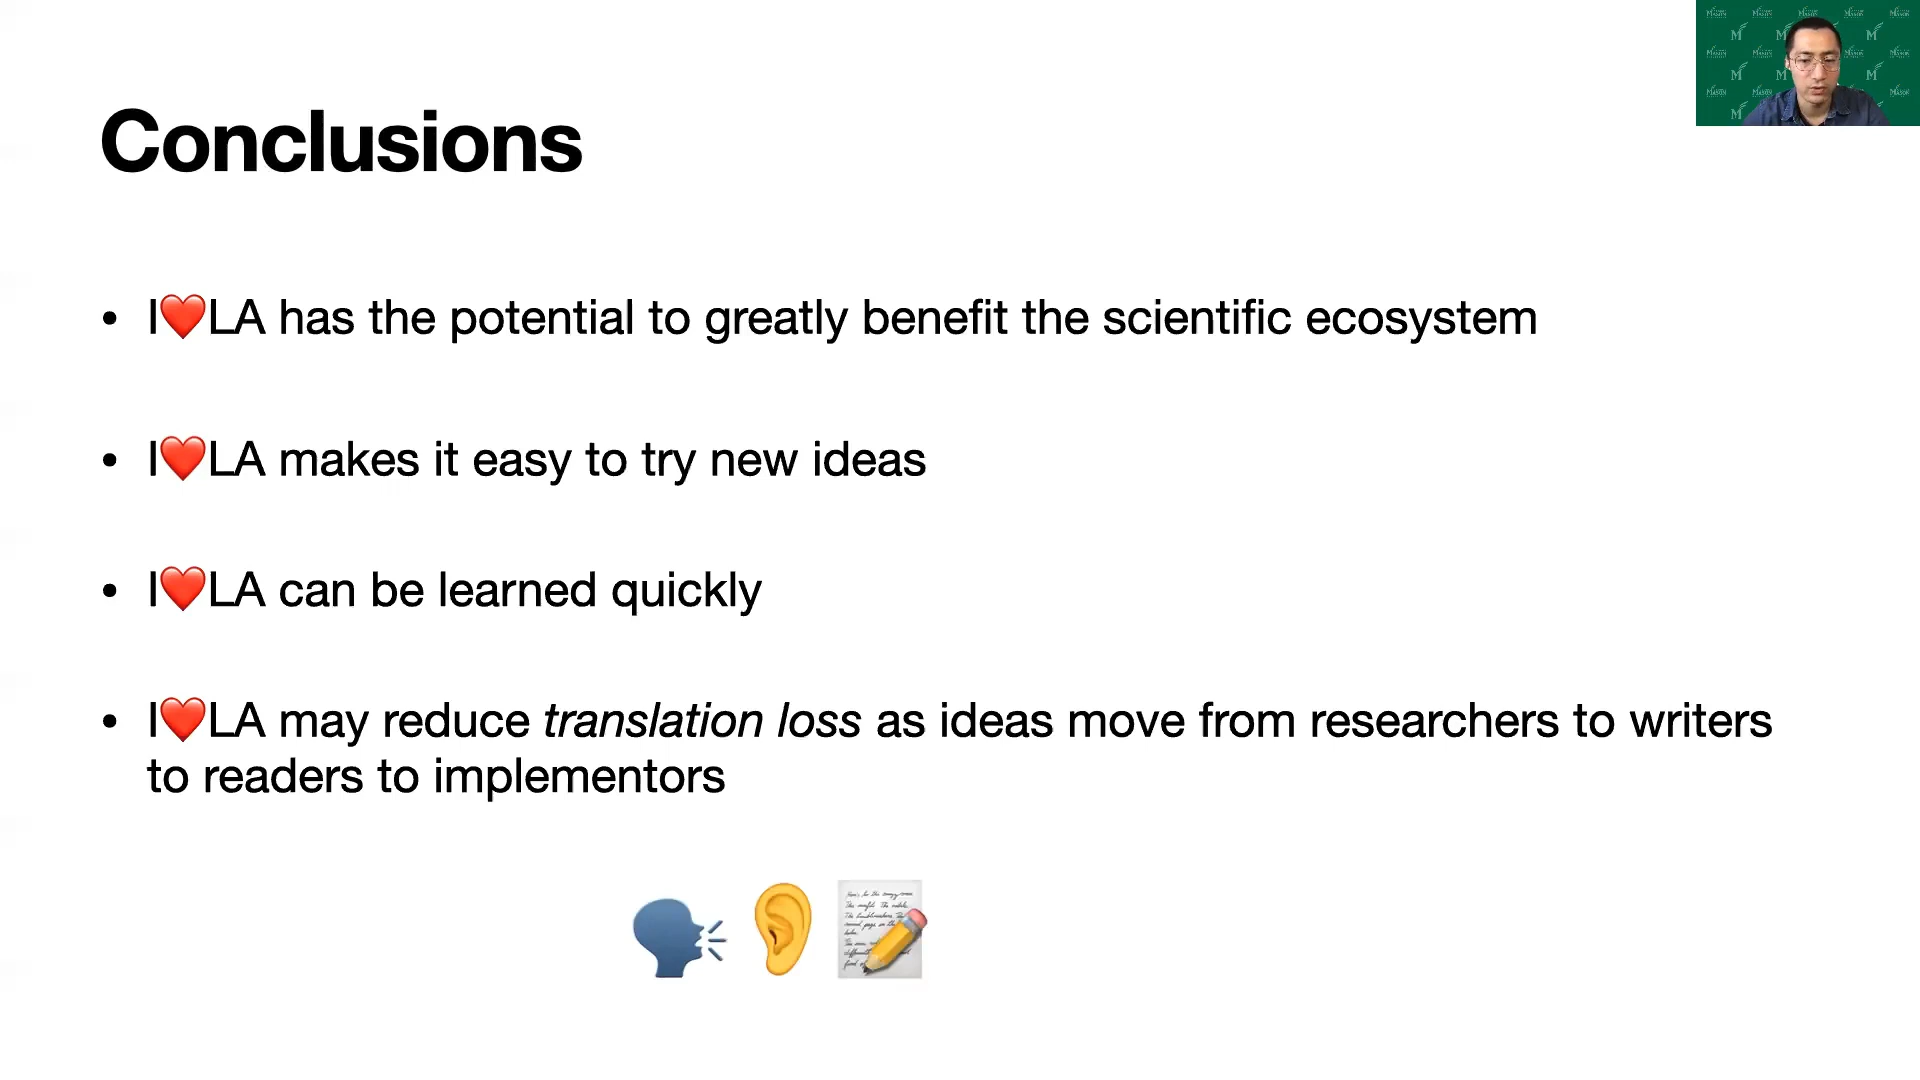 Conclusions
• I❤️LA has the potential to greatly benefit the scientific ecosystem
• I❤️LA makes it easy to try new ideas
• I❤️LA can be learned quickly
• I❤️LA may reduce translation loss as ideas move from researchers to writers
to readers to implementors